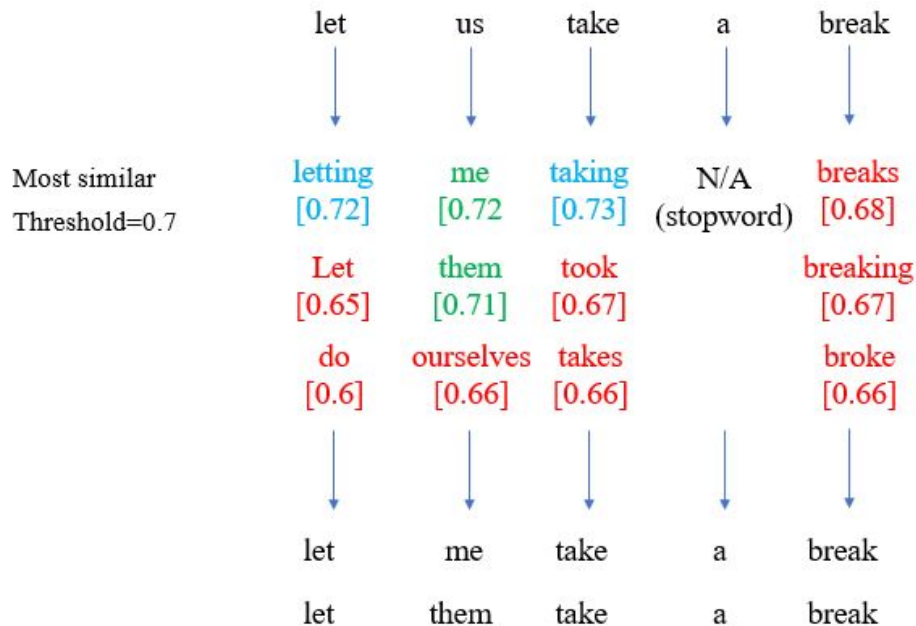 let us take a break
Most similar
Threshold=0.7
letting me taking N/A breaks
[0.72] [0.72 [0.73] (stopword) [0.68]
Let them took breaking
[0.65] [0.71] [0.67] [0.67]
do ourselves takes broke
[0.6] [0.66] [0.66] [0.66]
let me take a break
let them take a break